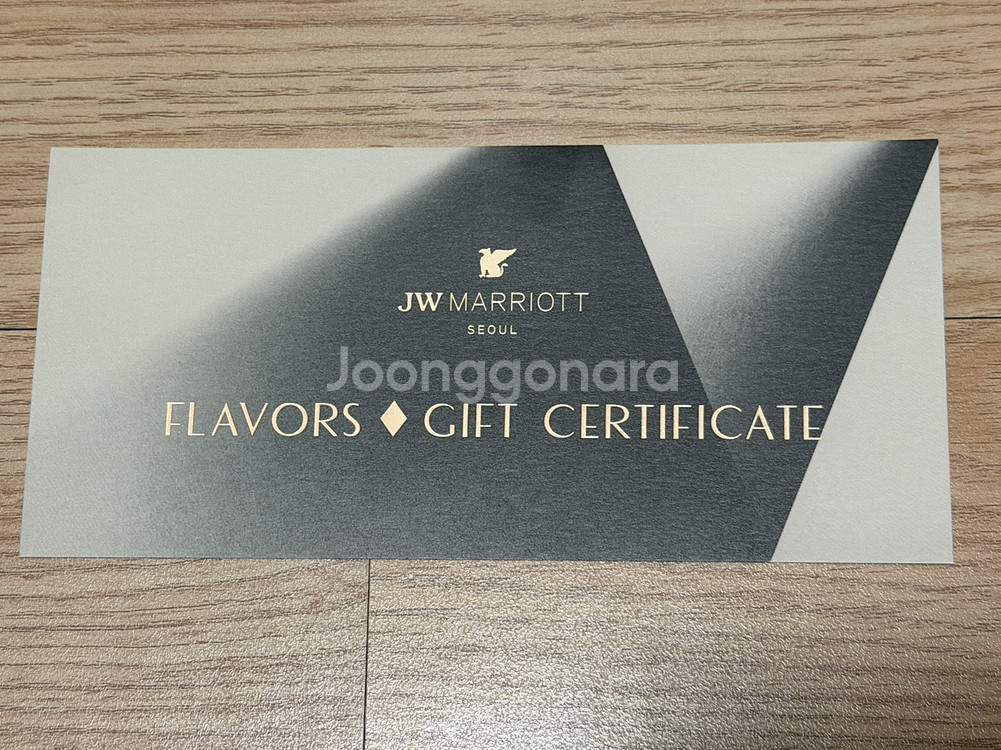 JW MARRIOTT
SEOUL
Joonggonara
FLAVORS ♦ GIFT CERTIFICATE